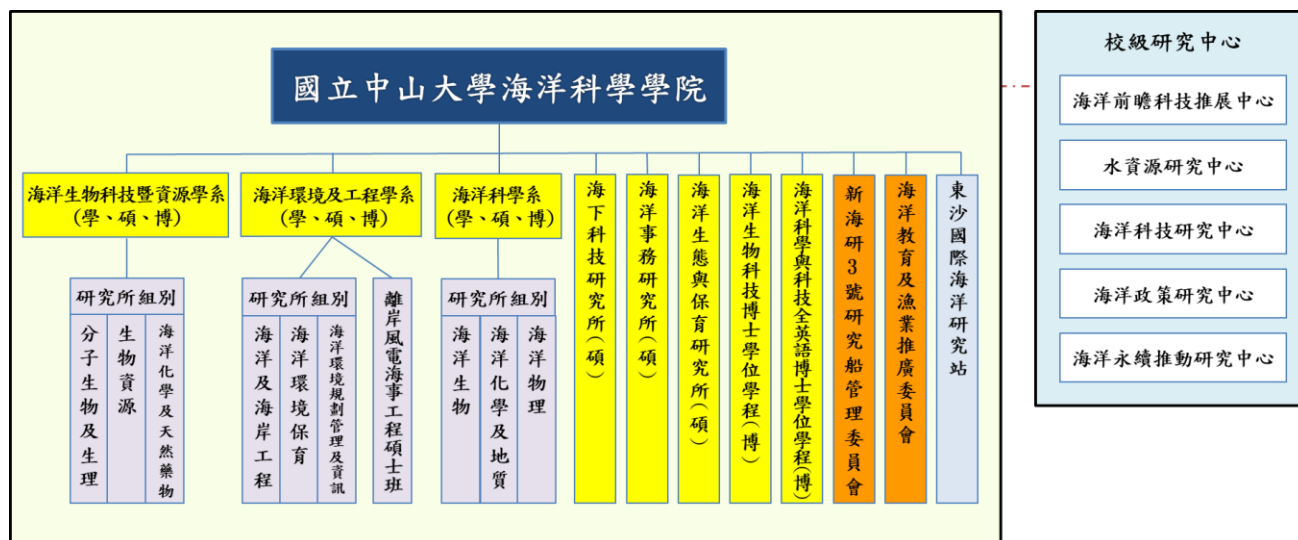 國立中山大學海洋科學學院
海洋生物科技暨資源學系
(學、碩、博)
研究所組別
分子生物及生理
生物資源
海洋化學及天然藥物
海洋環境及工程學系
(學、碩、博)
研究所組別
海洋及海岸工程
海洋環境保育
海洋環境規劃管理及資訊
離岸風電海事工程碩士班
海洋科學系
(學、碩、博)
研究所組別
海洋生物
海洋化學及地質
海洋物理
海下科技研究所(碩)
海洋事務研究所(碩)
海洋生態與保育研究所(碩)
海洋生物科技博士學位學程(博)
海洋科學與科技全英語博士學位學程(博)
新海研3號研究船管理委員會
海洋教育及漁業推廣委員會
東沙國際海洋研究站
校級研究中心
海洋前瞻科技推展中心
水資源研究中心
海洋科技研究中心
海洋政策研究中心
海洋永續推動研究中心